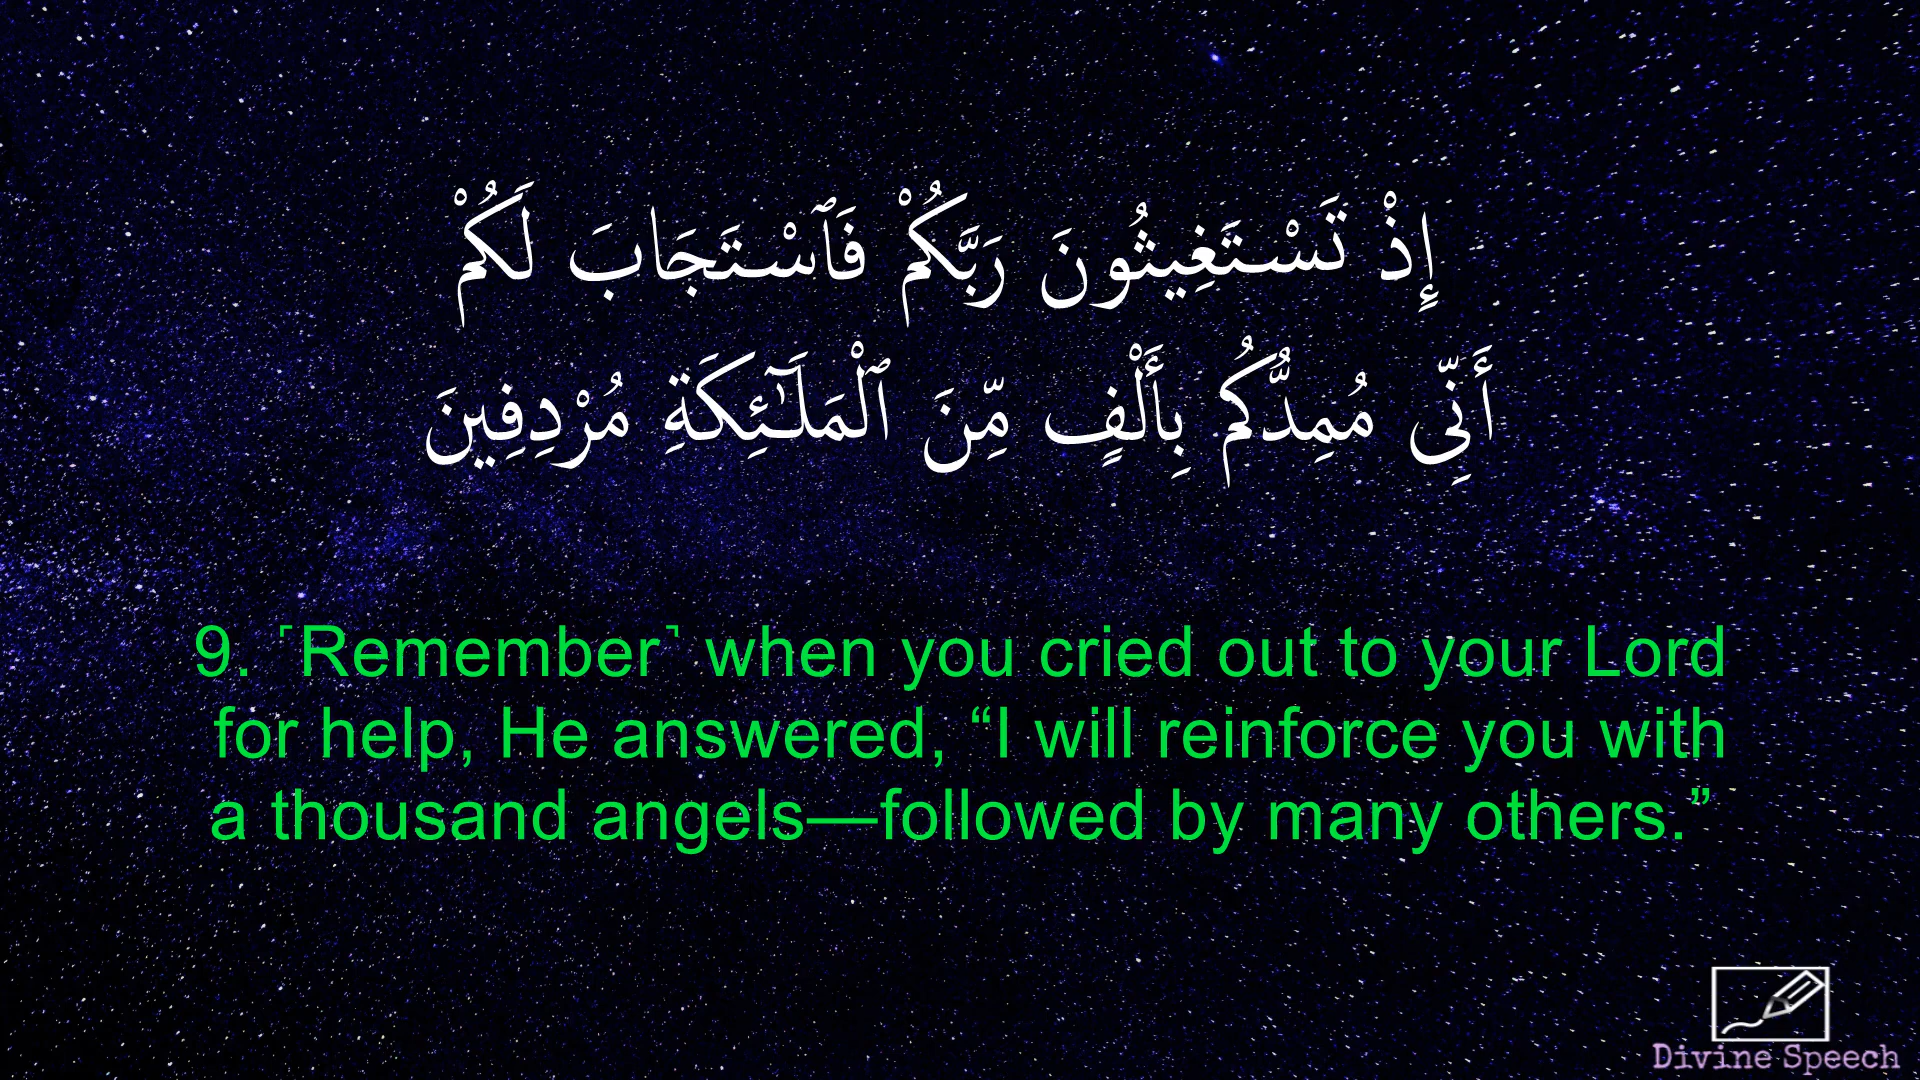 إِذْ تَسْتَغِيثُونَ رَبَّكُمْ فَٱسْتَجَابَ لَكُمْ
أَنِّى مُمِدُّكُم بِأَلْفٍ مِّنَ ٱلْمَلَـٰٓئِكَةِ مُرْدِفِينَ
9. ˹Remember˺ when you cried out to your Lord
for help, He answered, “I will reinforce you with
a thousand angels—followed by many others.”
Divine Speech